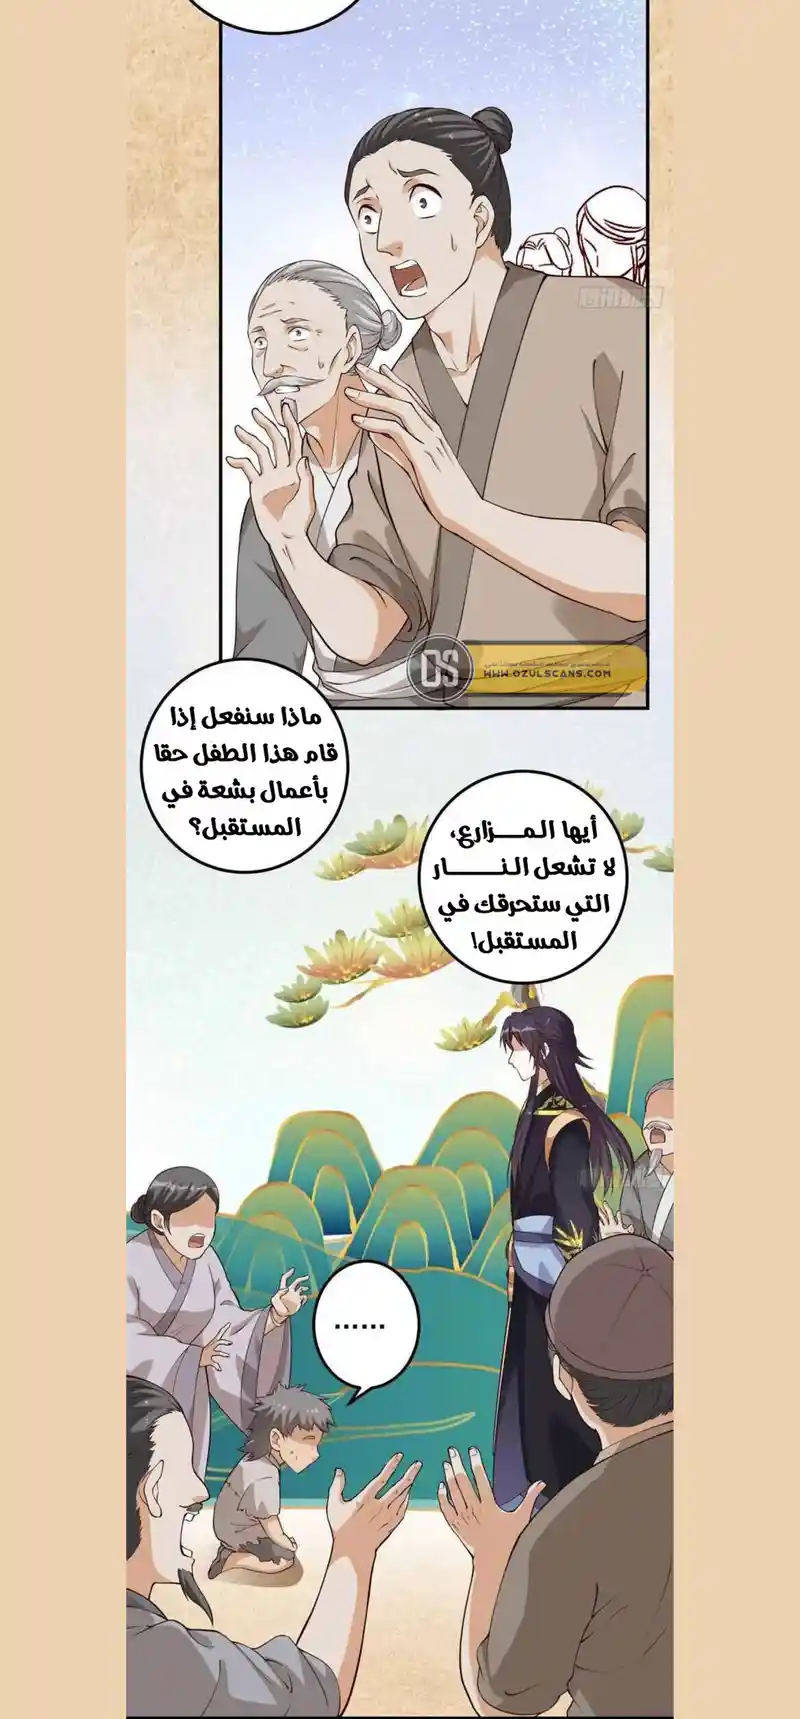 WWW.OZULSCANS.COM
ماذا سنفعل إذا
قام هذا الطفل حقا
بأعمال بشعة في
المستقبل؟
أيها المـــزارع،
لا تشعل النـــــار
التي ستحرقك في
المستقبل!
......